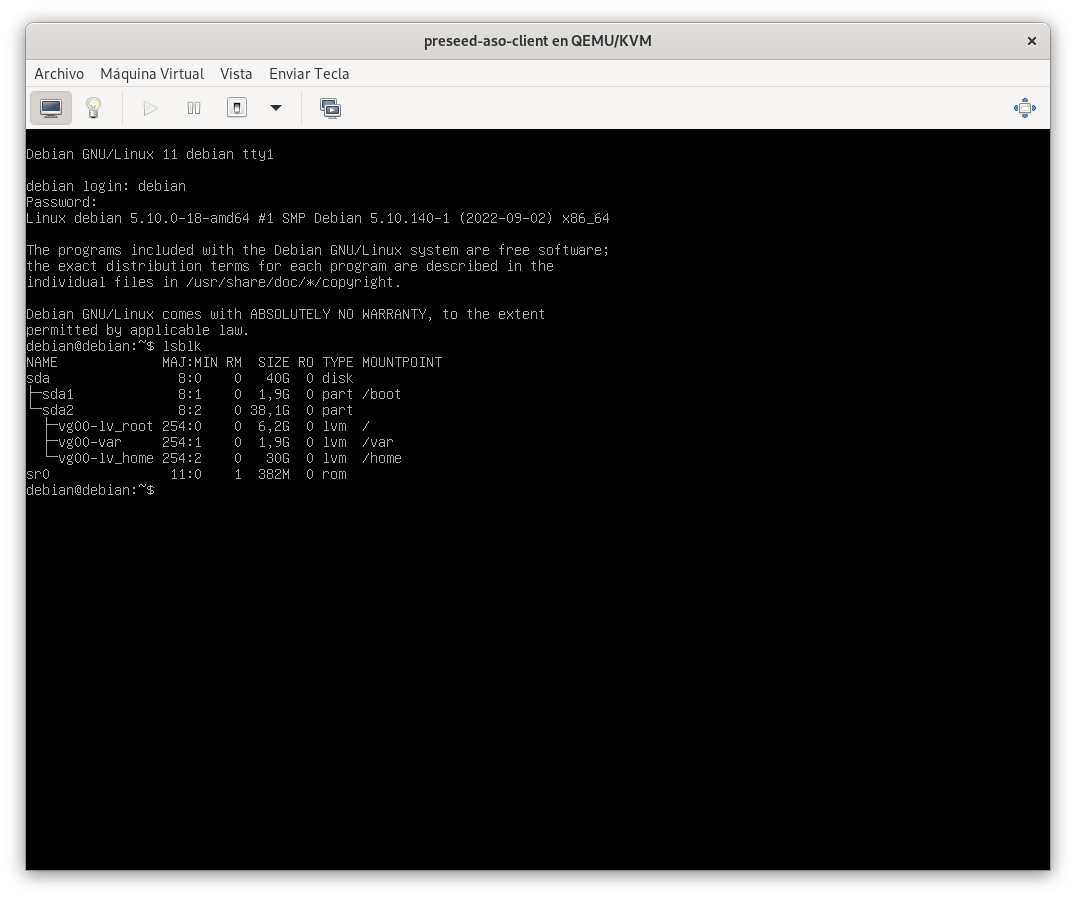 preseed-aso-client en QEMU/KVM
Archivo Máquina Virtual Vista Enviar Tecla
Debian GNU/Linux 11 debian tty1
debian login: debian
Password:
Linux debian 5.10.0-18-amd64 #1 SMP Debian 5.10.140-1 (2022-09-02) x86_64
The programs included with the Debian GNU/Linux system are free software;
the exact distribution terms for each program are described in the
individual files in /usr/share/doc/*/copyright.
Debian GNU/Linux comes with ABSOLUTELY NO WARRANTY, to the extent
permitted by applicable law.
debian@debian:~$ lsblk
NAME             MAJ:MIN RM   SIZE RO TYPE MOUNTPOINT
sda                8:0    0    40G  0 disk
├─sda1             8:1    0   1,9G  0 part /boot
└─sda2             8:2    0  38,1G  0 part
  ├─vg00-lv_root 254:0    0   6,2G  0 lvm  /
  ├─vg00-var     254:1    0   1,9G  0 lvm  /var
  └─vg00-lv_home 254:2    0    30G  0 lvm  /home
sr0               11:0    1   382M  0 rom
debian@debian:~$